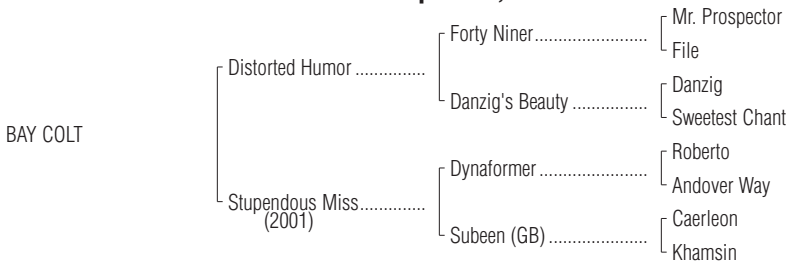 Mr. Prospector
Forty Niner
File
Distorted Humor
Danzig
Danzig's Beauty
Sweetest Chant
BAY COLT
Roberto
Dynaformer
Andover Way
Stupendous Miss
(2001)
Caerleon
Subeen (GB)
Khamsin